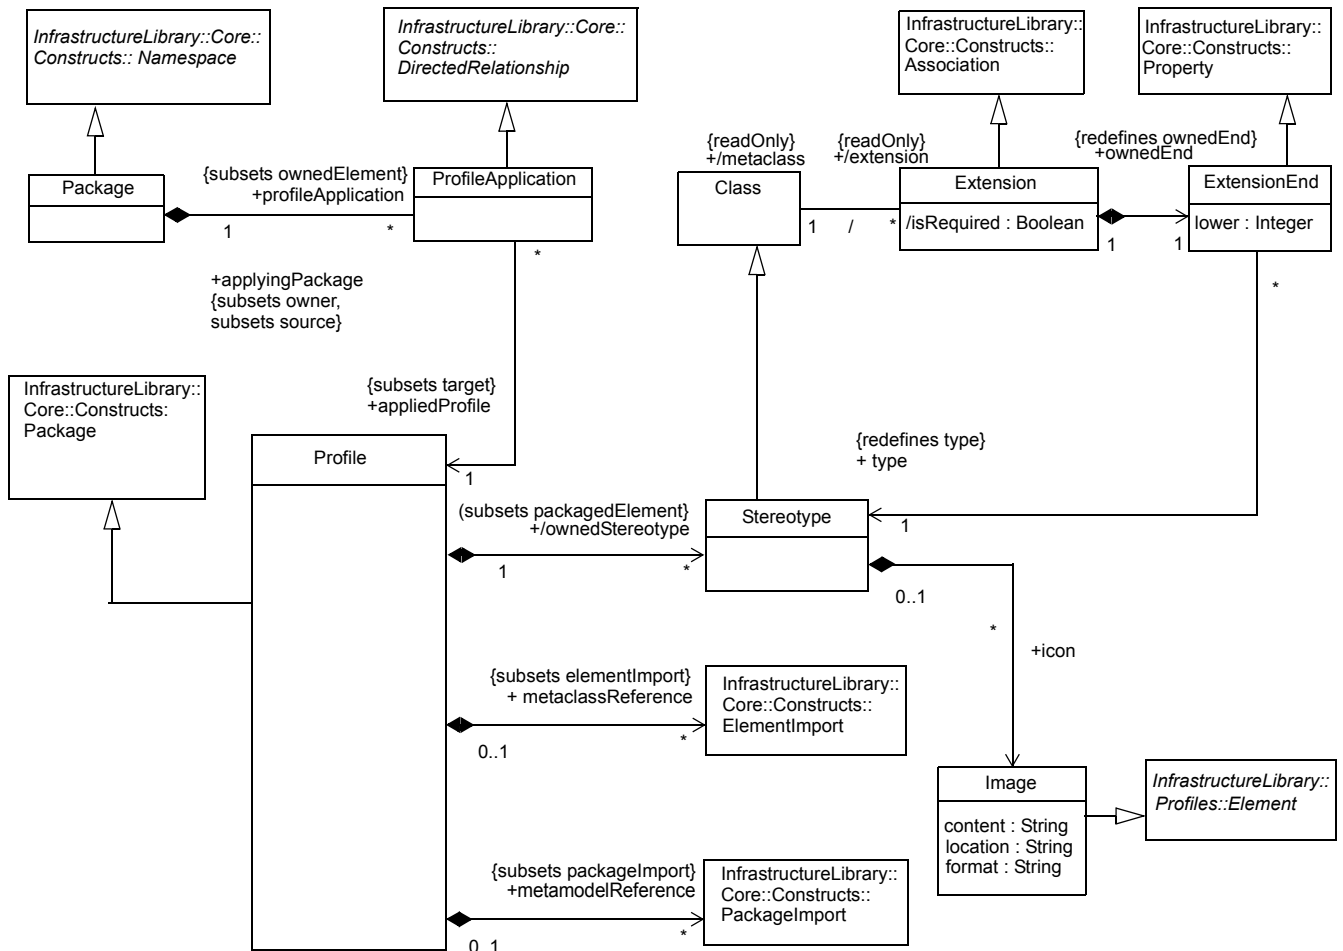 InfrastructureLibrary::Core::
Constructs:: Namespace
InfrastructureLibrary::Core::
Constructs::
DirectedRelationship
InfrastructureLibrary::
Core::Constructs::
Association
InfrastructureLibrary::
Core::Constructs::
Property
{subsets ownedElement}
+profileApplication
Package
1
*
ProfileApplication
*
+applyingPackage
{subsets owner,
subsets source}
{readOnly}
+/metaclass
{readOnly}
+/extension
Class
1
/
*
Extension
/isRequired : Boolean
{redefines ownedEnd}
+ownedEnd
1
1
ExtensionEnd
lower : Integer
*
InfrastructureLibrary::
Core::Constructs:
Package
{subsets target}
+appliedProfile
1
Profile
{redefines type}
+ type
1
(subsets packagedElement}
+/ownedStereotype
1
*
Stereotype
0..1
*
+icon
{subsets elementImport}
+ metaclassReference
0..1
*
InfrastructureLibrary::
Core::Constructs::
ElementImport
Image
content : String
location : String
format : String
InfrastructureLibrary::
Profiles::Element
{subsets packageImport}
+metamodelReference
0..1
*
InfrastructureLibrary::
Core::Constructs::
PackageImport